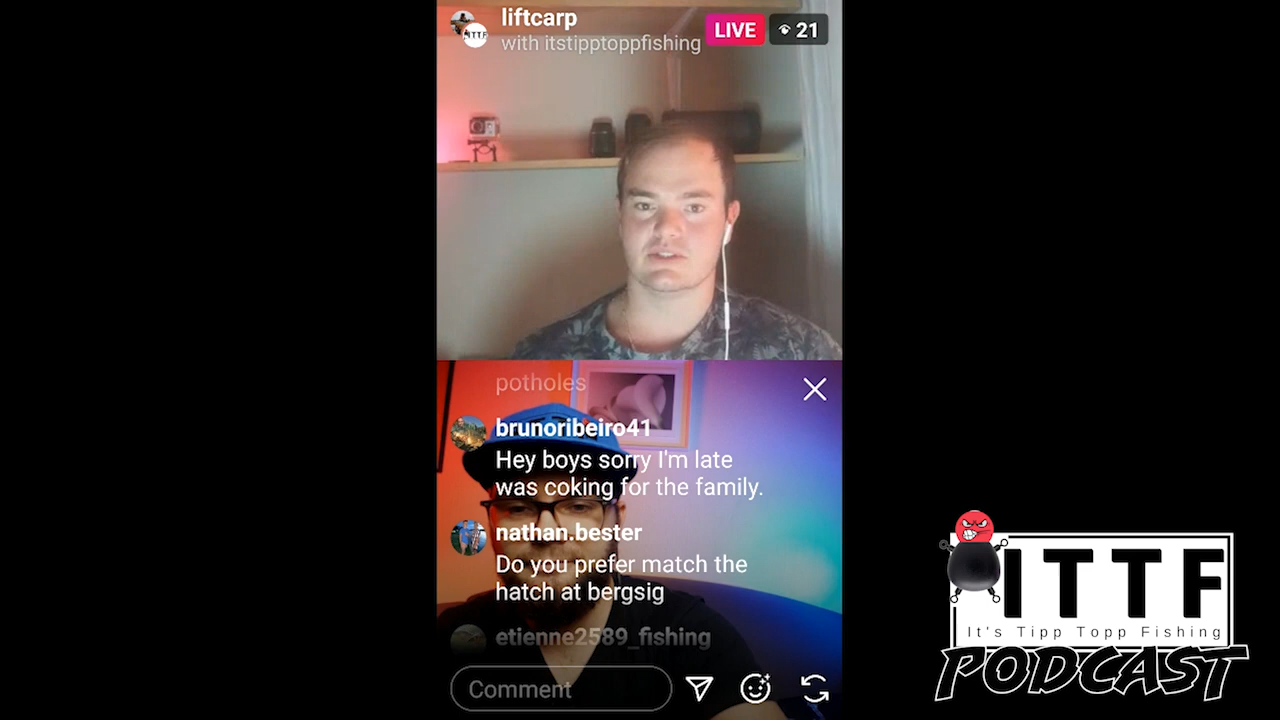 liftcarp
with itstipptoppfishing
LIVE
21
ITTF
potholes
brunoribeiro41
Hey boys sorry I'm late
was coking for the family.
nathan.bester
Do you prefer match the
hatch at bergsig
etienne2589_fishing
Comment
ITTF
It's Tipp Topp Fishing
PODCAST